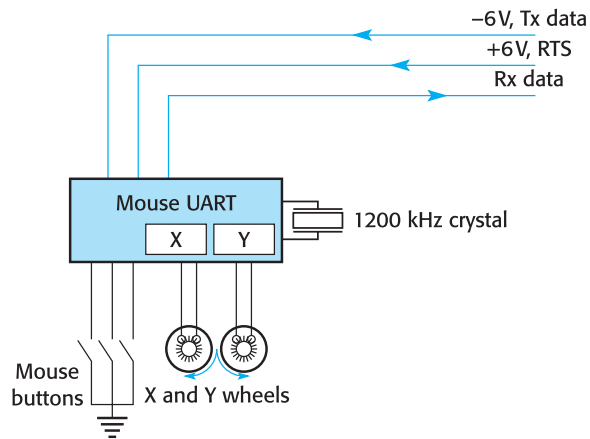 –6V, Tx data
+6V, RTS
Rx data
Mouse UART
X
Y
1200 kHz crystal
Mouse
buttons
X and Y wheels